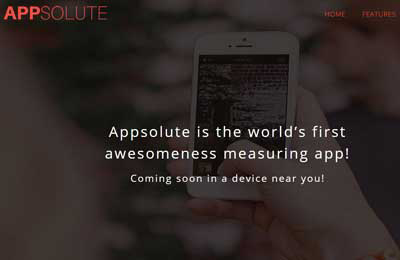 APPSOLUTE
HOME FEATURES
Appsolute is the world's first
awesomeness measuring app!
Coming soon in a device near you!